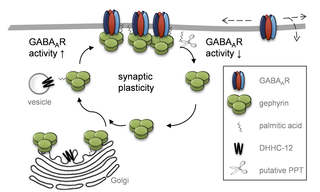 GABAAR
activity ↑
GABAAR
activity ↓
synaptic
plasticity
vesicle
Golgi
GABAAR
gephyrin
palmitic acid
DHHC-12
putative PPT